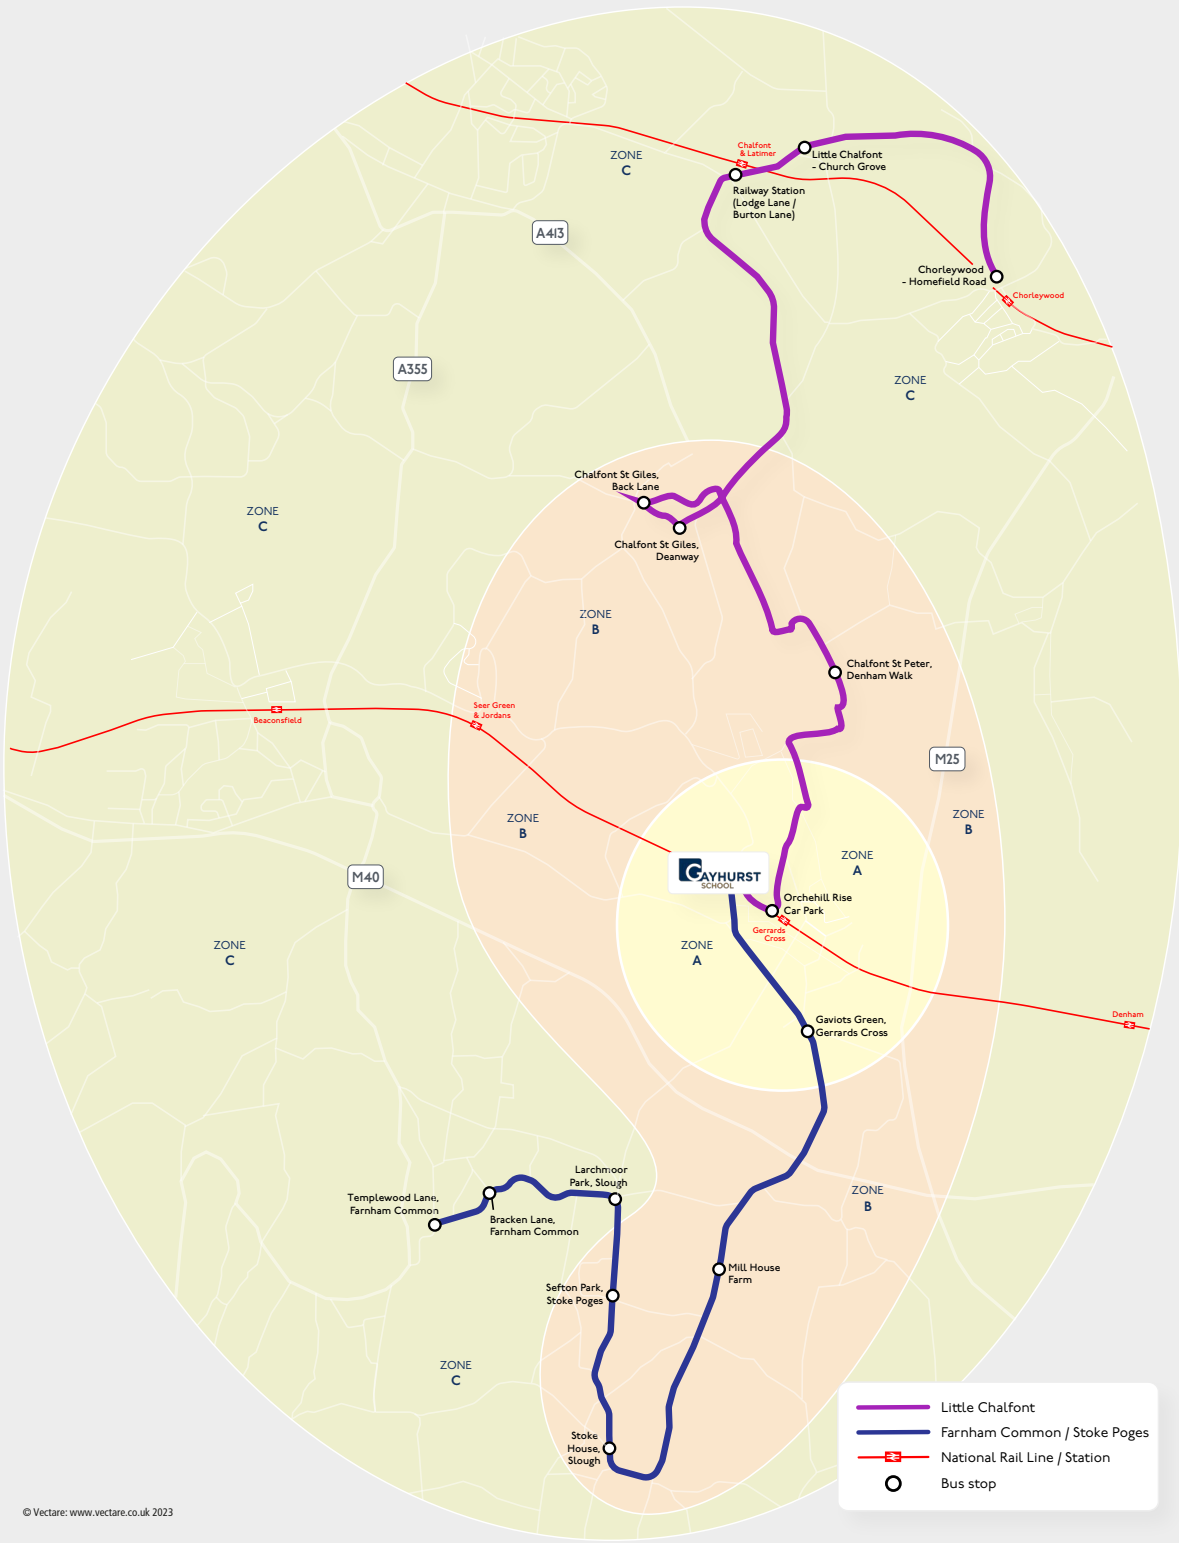 Chalfont
& Latimer
ZONE
C
Little Chalfont
- Church Grove
Railway Station
(Lodge Lane /
Burton Lane)
A413
Chorleywood
- Homefield Road
Chorleywood
A355
ZONE
C
Chalfont St Giles,
Back Lane
ZONE
C
Chalfont St Giles,
Deanway
ZONE
B
Chalfont St Peter,
Denham Walk
Seer Green
& Jordans
Beaconsfield
M25
ZONE
B
ZONE
B
ZONE
A
M40
GAYHURST
SCHOOL
Orchehill Rise
Car Park
Gerrards
Cross
ZONE
C
ZONE
A
Denham
Gaviots Green,
Gerrards Cross
Larchmoor
Park, Slough
Templewood Lane,
Farnham Common
Bracken Lane,
Farnham Common
ZONE
B
Mill House
Farm
Sefton Park,
Stoke Poges
ZONE
C
Stoke
House,
Slough
Little Chalfont
Farnham Common / Stoke Poges
National Rail Line / Station
Bus stop
© Vectare: www.vectare.co.uk 2023